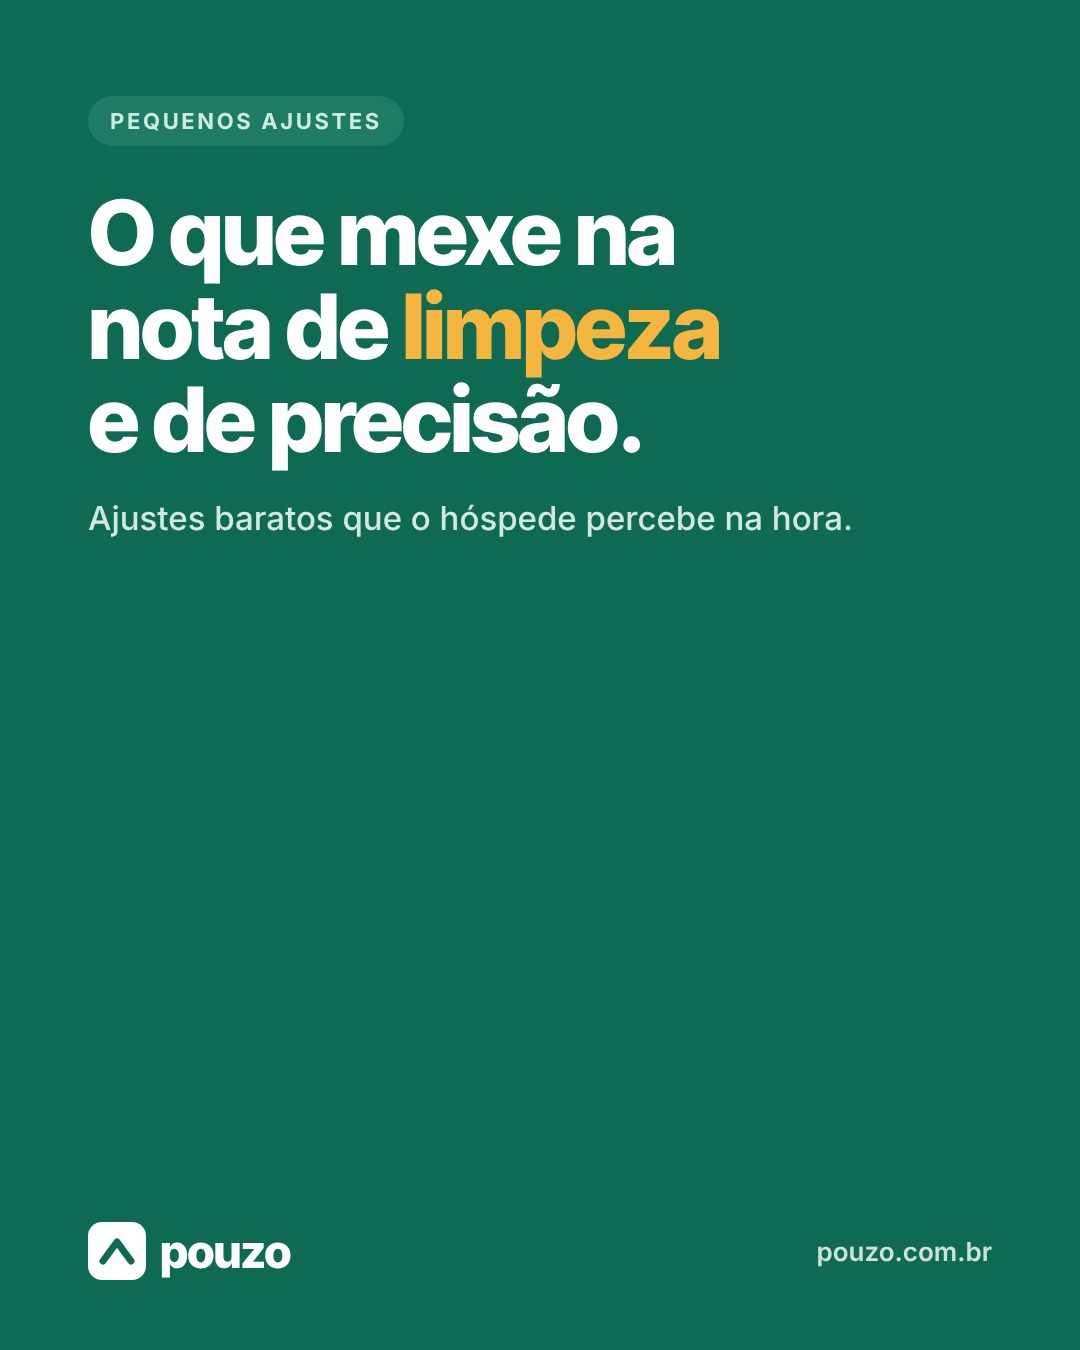 PEQUENOS AJUSTES
O que mexe na
nota de limpeza
e de precisão.
Ajustes baratos que o hóspede percebe na hora.
pouzo
pouzo.com.br